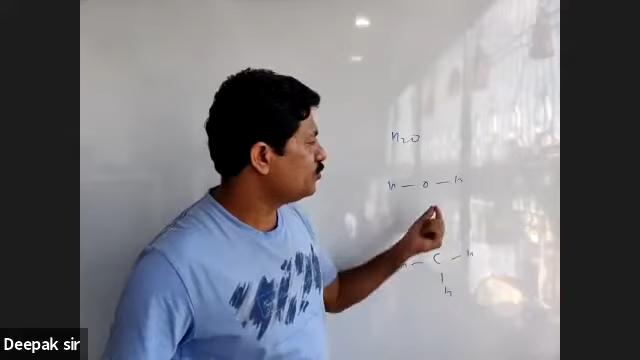 H2O
H — O — H
— C — H
|
H
Deepak sir